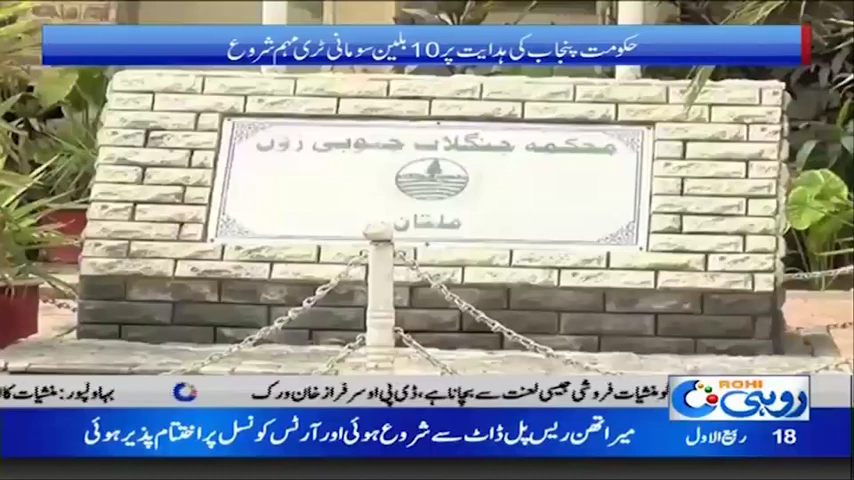 حکومت پنجاب کی ہدایت پر 10 بلین سومانی ٹری مہم شروع
محکمہ جنگلات جنوبی زون
ملتان
کو منشیات فروشی جیسی لعنت سے بچانا ہے، ڈی پی او سرفراز خان ورک
بہاولپور: منشیات کا
ROHI
روہی
میراتھن ریس پل ڈاٹ سے شروع ہوئی اور آرٹس کونسل پر اختتام پذیر ہوئی
18 ربیع الاول